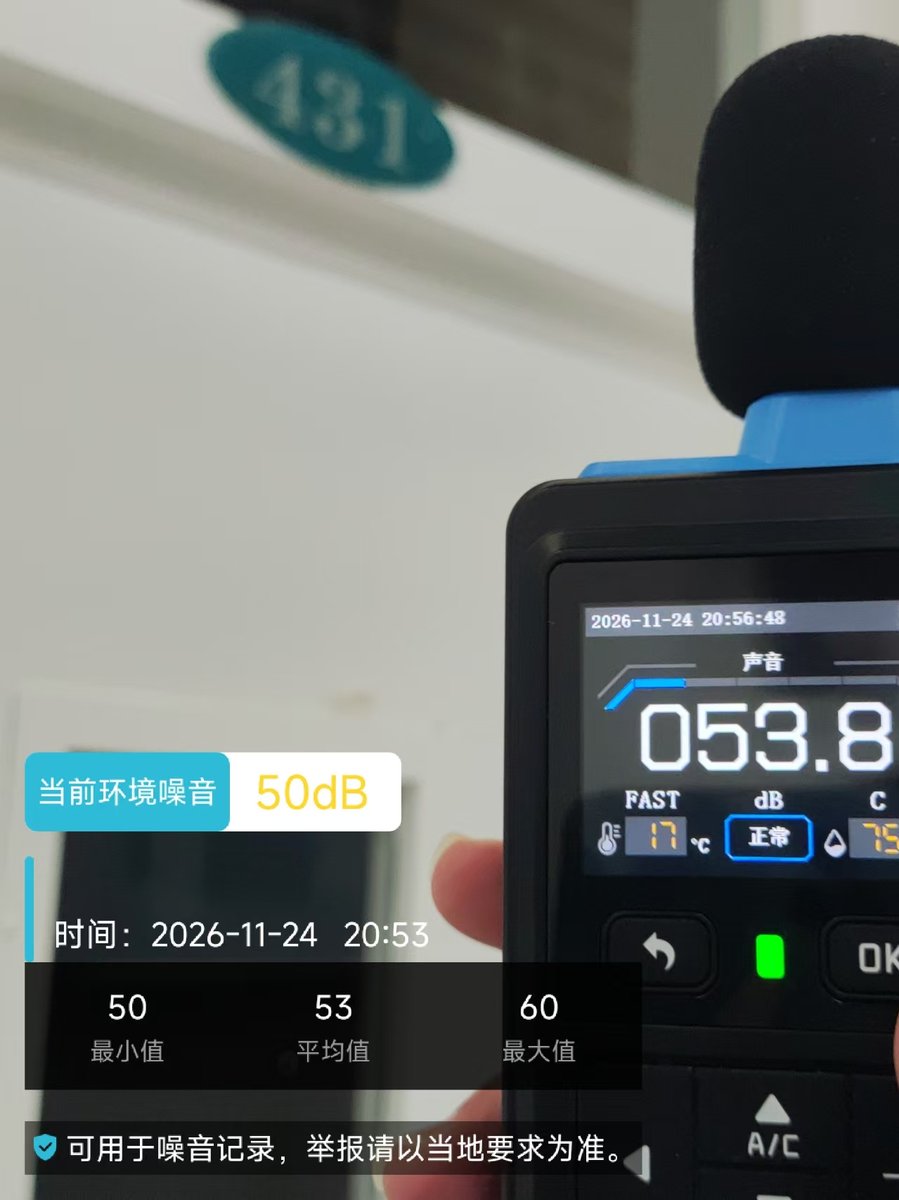 431
2026-11-24 20:56:48
声音
053.8
FAST dB C
17 ℃ 正常 75
OK
A/C
当前环境噪音 50dB
时间：2026-11-24 20:53
50 53 60
最小值 平均值 最大值
可用于噪音记录，举报请以当地要求为准。